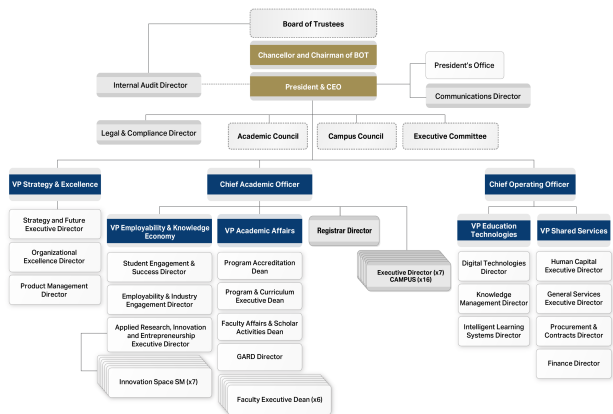 Board of Trustees
Chancellor and Chairman of BOT
President & CEO
President's Office
Internal Audit Director
Communications Director
Legal & Compliance Director
Academic Council
Campus Council
Executive Committee
VP Strategy & Excellence
Chief Academic Officer
Chief Operating Officer
Strategy and Future
Executive Director
Organizational
Excellence Director
Product Management
Director
VP Employability & Knowledge
Economy
Student Engagement &
Success Director
Employability & Industry
Engagement Director
Applied Research, Innovation
and Entrepreneurship
Executive Director
Innovation Space SM (x7)
VP Academic Affairs
Program Accreditation
Dean
Program & Curriculum
Executive Dean
Faculty Affairs & Scholar
Activities Dean
GARD Director
Faculty Executive Dean (x6)
Registrar Director
Executive Director (x7)
CAMPUS (x16)
VP Education
Technologies
Digital Technologies
Director
Knowledge
Management Director
Intelligent Learning
Systems Director
VP Shared Services
Human Capital
Executive Director
General Services
Executive Director
Procurement &
Contracts Director
Finance Director